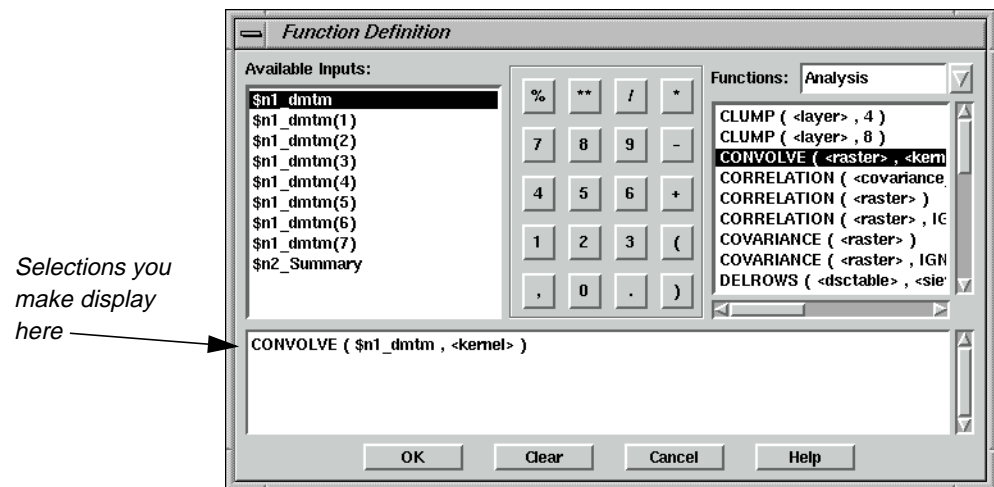 Function Definition
Available Inputs:
$n1_dmtm
$n1_dmtm(1)
$n1_dmtm(2)
$n1_dmtm(3)
$n1_dmtm(4)
$n1_dmtm(5)
$n1_dmtm(6)
$n1_dmtm(7)
$n2_Summary
% ** / *
7 8 9 -
4 5 6 +
1 2 3 (
, 0 . )
Functions: Analysis
CLUMP ( <layer> , 4 )
CLUMP ( <layer> , 8 )
CONVOLVE ( <raster> , <kern
CORRELATION ( <covariance_
CORRELATION ( <raster> )
CORRELATION ( <raster> , IG
COVARIANCE ( <raster> )
COVARIANCE ( <raster> , IGN
DELROWS ( <dsctable> , <sie
Selections you
make display
here
CONVOLVE ( $n1_dmtm , <kernel> )
OK Clear Cancel Help